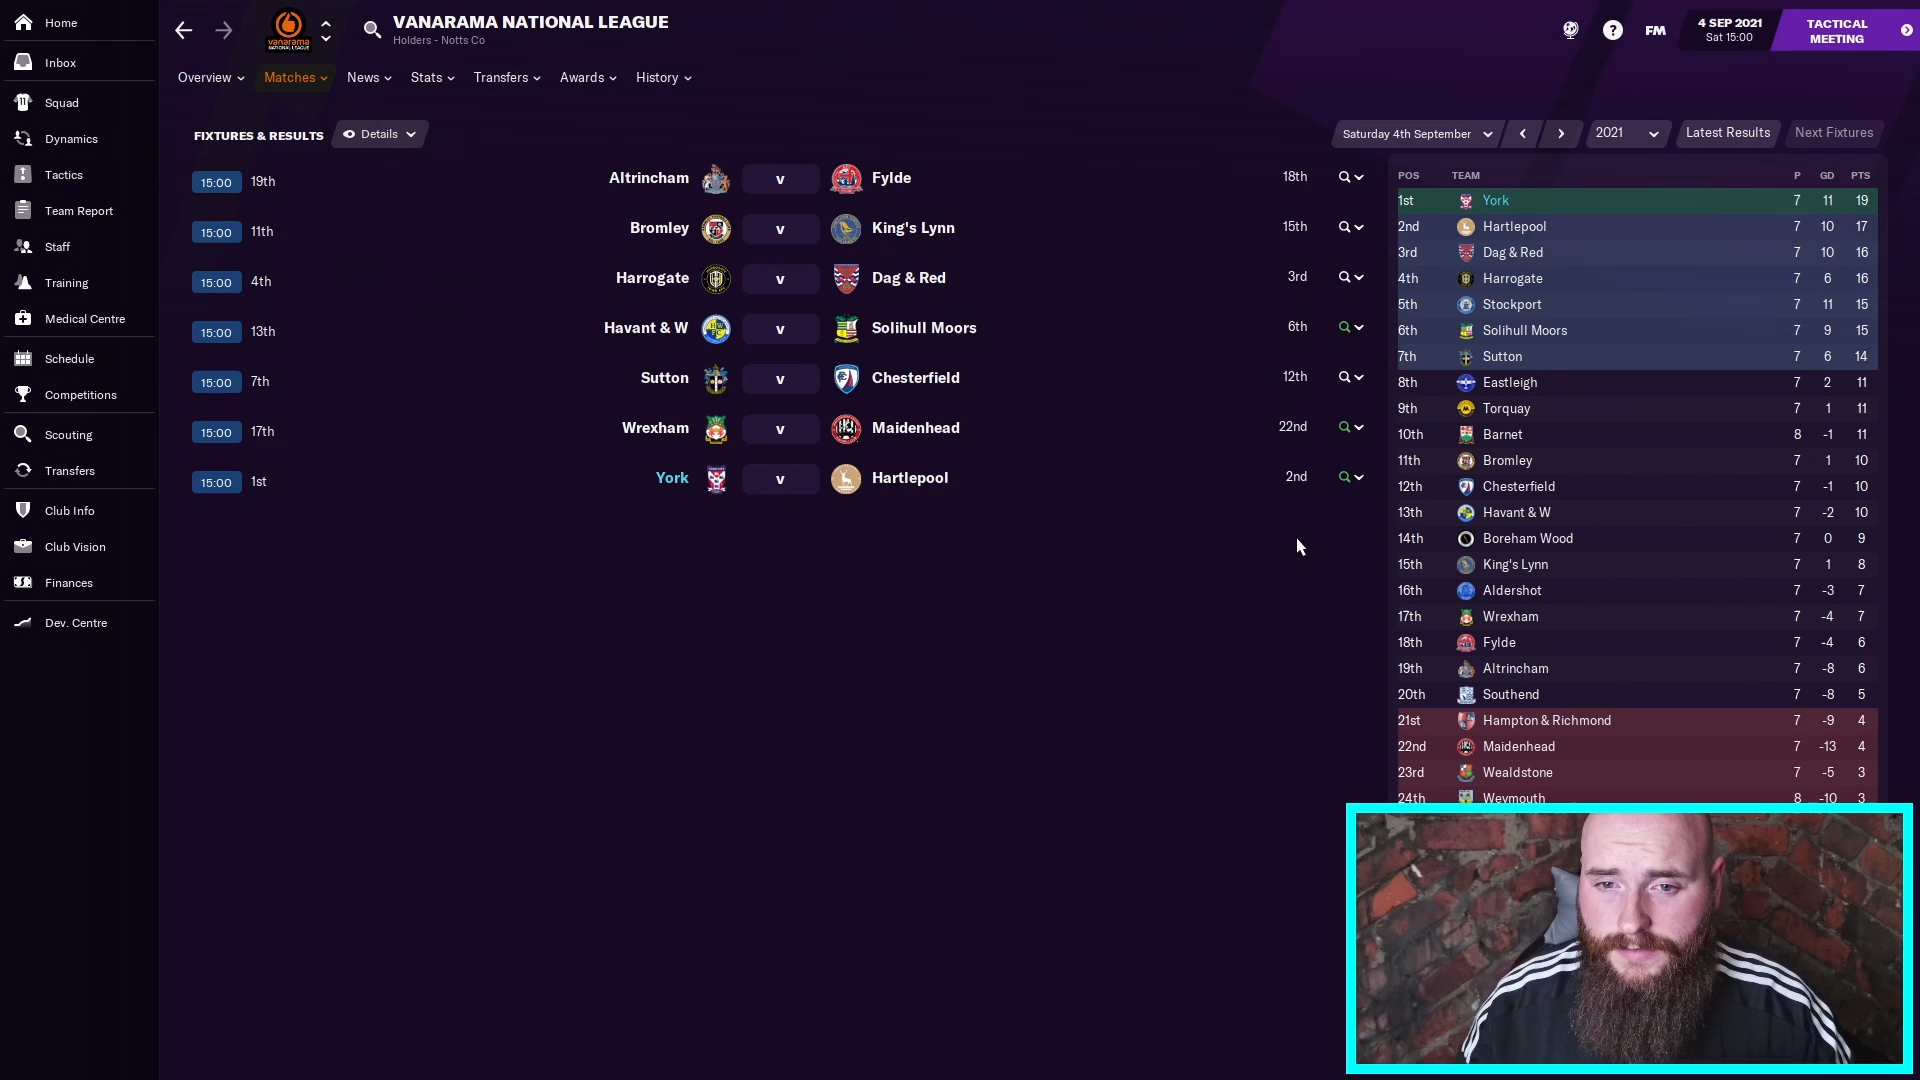 Home
Inbox
Squad
Dynamics
Tactics
Team Report
Staff
Training
Medical Centre
Schedule
Competitions
Scouting
Transfers
Club Info
Club Vision
Finances
Dev. Centre
VANARAMA NATIONAL LEAGUE
Holders - Notts Co
FM
4 SEP 2021
Sat 15:00
TACTICAL
MEETING
Overview Matches News Stats Transfers Awards History
FIXTURES & RESULTS Details
Saturday 4th September 2021 Latest Results Next Fixtures
15:00 19th Altrincham v Fylde 18th
15:00 11th Bromley v King's Lynn 15th
15:00 4th Harrogate v Dag & Red 3rd
15:00 13th Havant & W v Solihull Moors 6th
15:00 7th Sutton v Chesterfield 12th
15:00 17th Wrexham v Maidenhead 22nd
15:00 1st York v Hartlepool 2nd
POS TEAM P GD PTS
1st York 7 11 19
2nd Hartlepool 7 10 17
3rd Dag & Red 7 10 16
4th Harrogate 7 6 16
5th Stockport 7 11 15
6th Solihull Moors 7 9 15
7th Sutton 7 6 14
8th Eastleigh 7 2 11
9th Torquay 7 1 11
10th Barnet 8 -1 11
11th Bromley 7 1 10
12th Chesterfield 7 -1 10
13th Havant & W 7 -2 10
14th Boreham Wood 7 0 9
15th King's Lynn 7 1 8
16th Aldershot 7 -3 7
17th Wrexham 7 -4 7
18th Fylde 7 -4 6
19th Altrincham 7 -8 6
20th Southend 7 -8 5
21st Hampton & Richmond 7 -9 4
22nd Maidenhead 7 -13 4
23rd Wealdstone 7 -5 3
24th Weymouth 8 -10 3